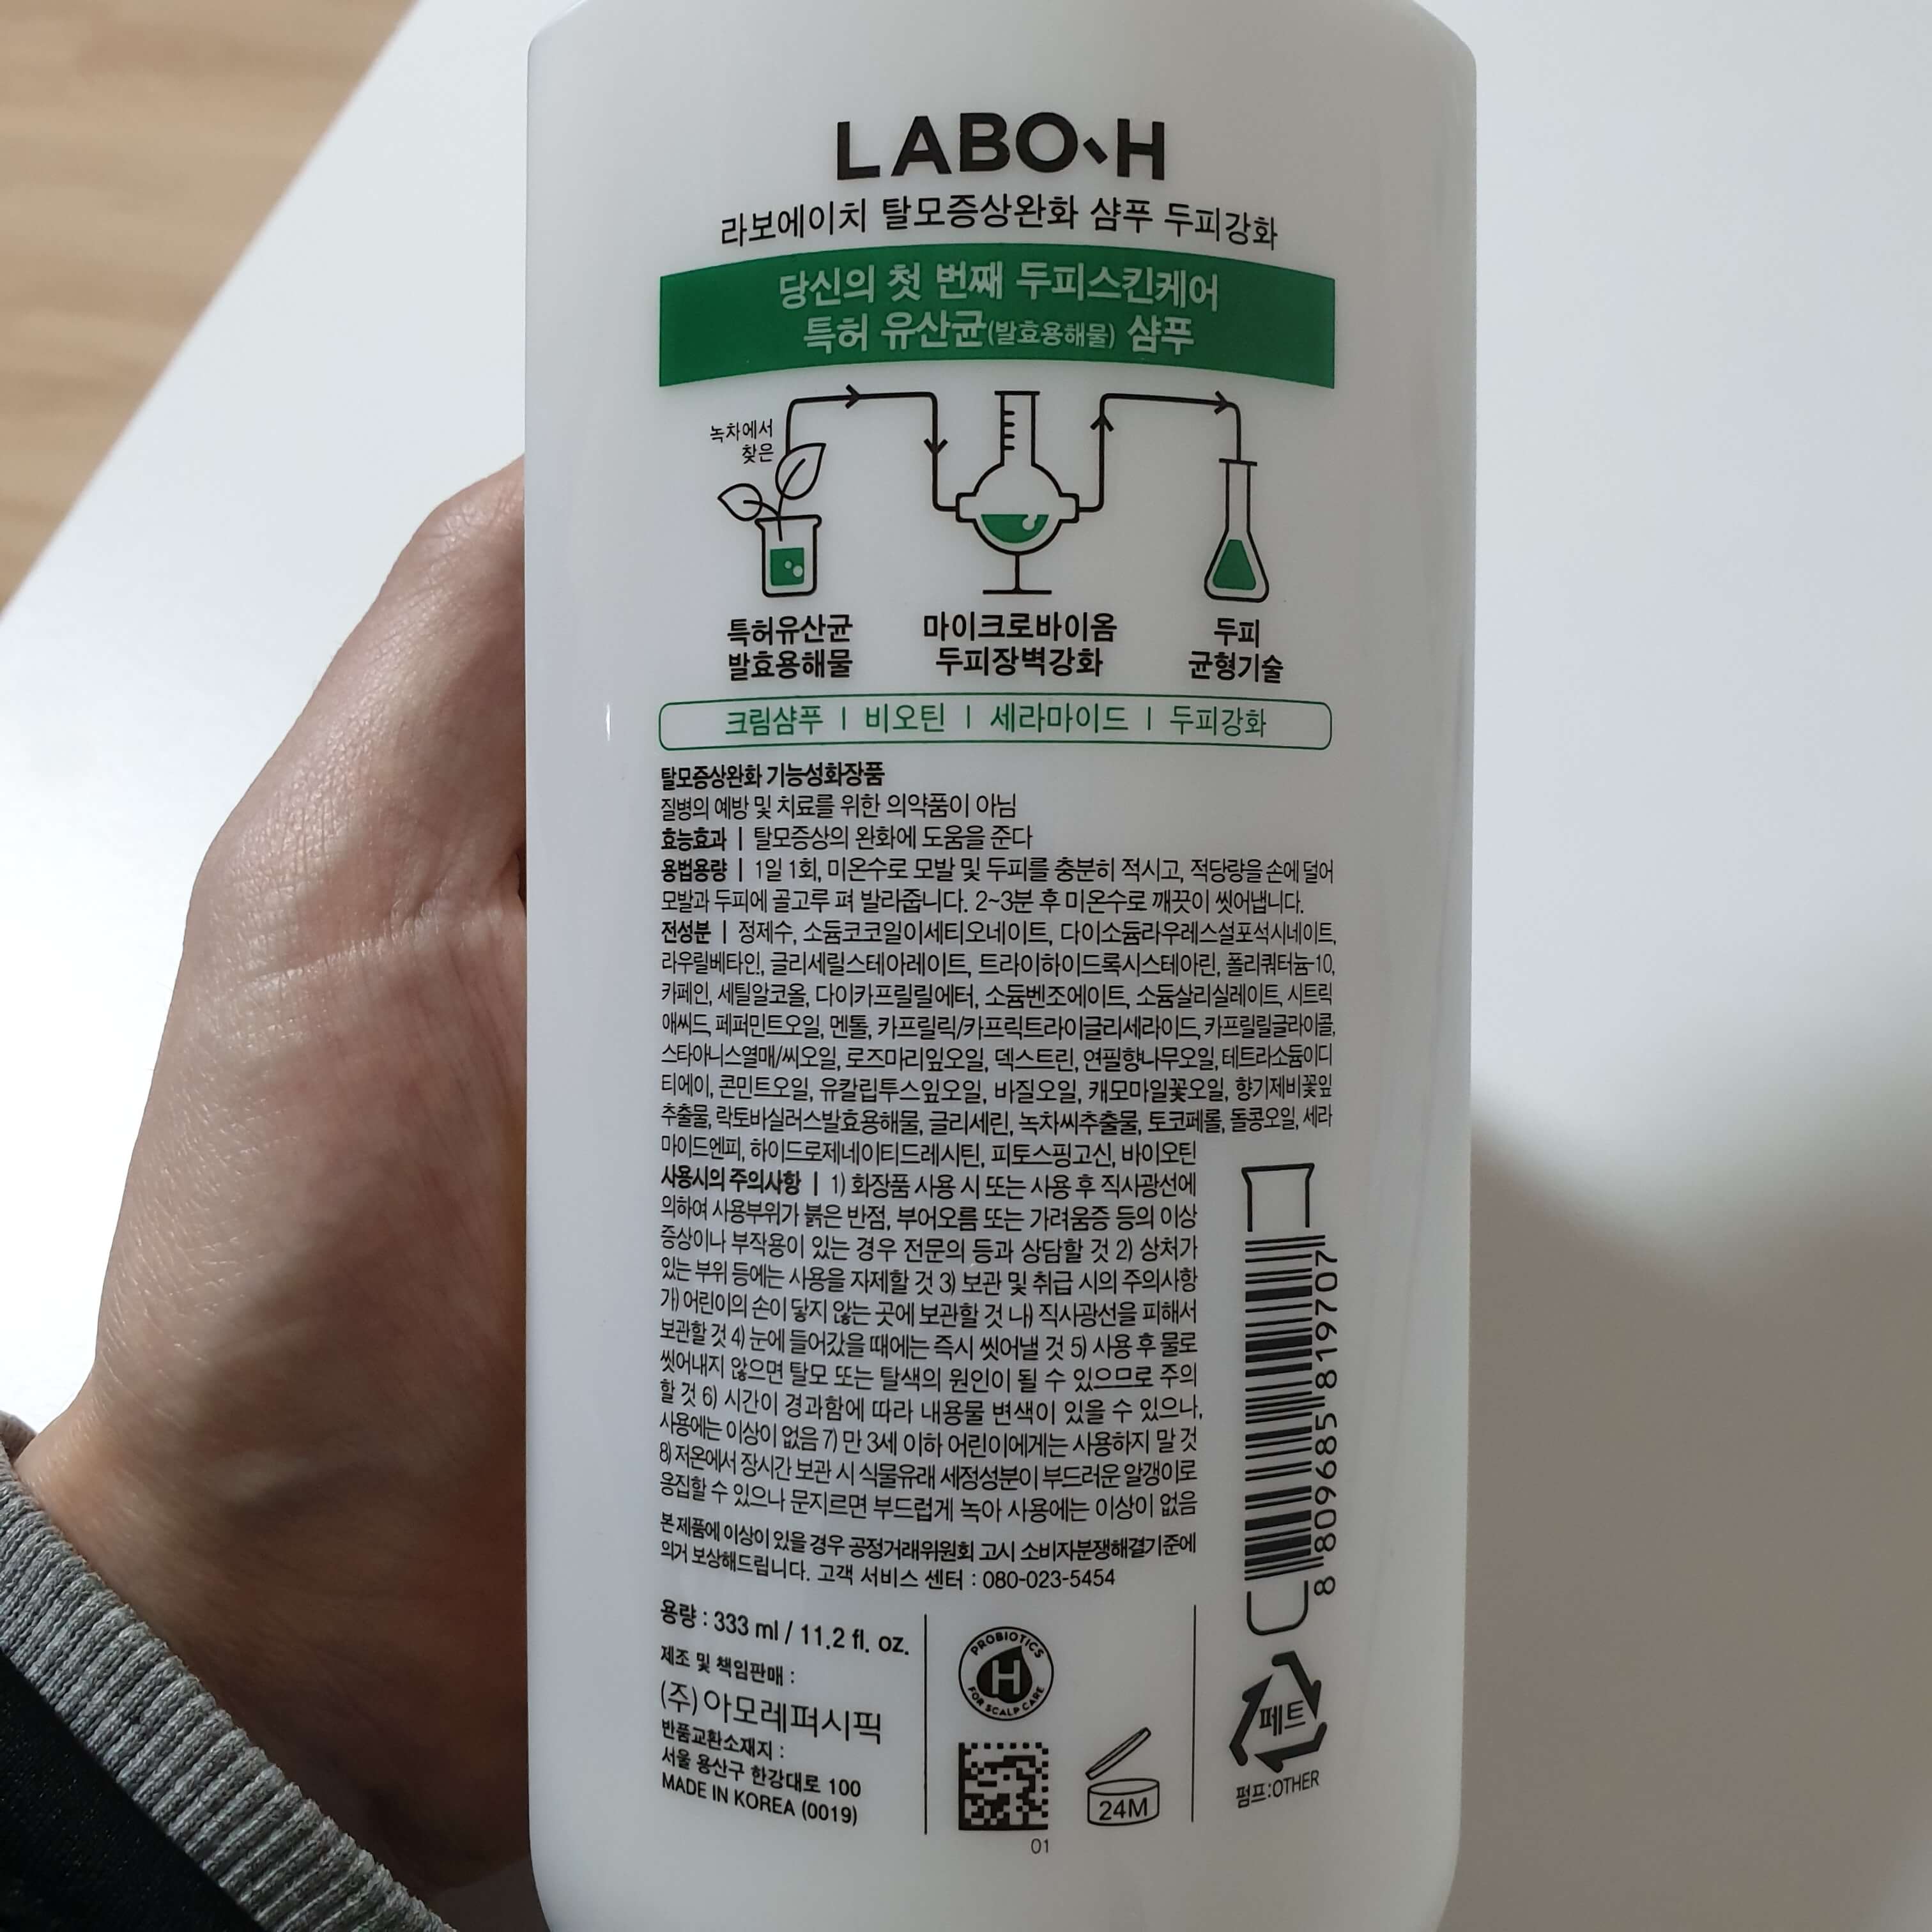 LABO-H
라보에이치 탈모증상완화 샴푸 두피강화
당신의 첫 번째 두피스킨케어
특허 유산균(발효용해물) 샴푸
녹차에서
찾은
특허유산균
발효용해물
마이크로바이옴
두피장벽강화
두피
균형기술
크림샴푸 | 비오틴 | 세라마이드 | 두피강화
탈모증상완화 기능성화장품
질병의 예방 및 치료를 위한 의약품이 아님
효능효과 | 탈모증상의 완화에 도움을 준다
용법용량 | 1일 1회, 미온수로 모발 및 두피를 충분히 적시고, 적당량을 손에 덜어
모발과 두피에 골고루 펴 발라줍니다. 2~3분 후 미온수로 깨끗이 씻어냅니다.
전성분 | 정제수, 소듐코코일이세티오네이트, 다이소듐라우레스설포석시네이트,
라우릴베타인, 글리세릴스테아레이트, 트라이하이드록시스테아린, 폴리쿼터늄-10,
카페인, 세틸알코올, 다이카프릴릴에터, 소듐벤조에이트, 소듐살리실레이트, 시트릭
애씨드, 페퍼민트오일, 멘톨, 카프릴릭/카프릭트라이글리세라이드, 카프릴릴글라이콜,
스타아니스열매/씨오일, 로즈마리잎오일, 덱스트린, 연필향나무오일, 테트라소듐이디
티에이, 콘민트오일, 유칼립투스잎오일, 바질오일, 캐모마일꽃오일, 향기제비꽃잎
추출물, 락토바실러스발효용해물, 글리세린, 녹차씨추출물, 토코페롤, 돌콩오일, 세라
마이드엔피, 하이드로제네이티드레시틴, 피토스핑고신, 바이오틴
사용시의 주의사항 | 1) 화장품 사용 시 또는 사용 후 직사광선에
의하여 사용부위가 붉은 반점, 부어오름 또는 가려움증 등의 이상
증상이나 부작용이 있는 경우 전문의 등과 상담할 것 2) 상처가
있는 부위 등에는 사용을 자제할 것 3) 보관 및 취급 시의 주의사항
가) 어린이의 손이 닿지 않는 곳에 보관할 것 나) 직사광선을 피해서
보관할 것 4) 눈에 들어갔을 때에는 즉시 씻어낼 것 5) 사용 후 물로
씻어내지 않으면 탈모 또는 탈색의 원인이 될 수 있으므로 주의
할 것 6) 시간이 경과함에 따라 내용물 변색이 있을 수 있으나,
사용에는 이상이 없음 7) 만 3세 이하 어린이에게는 사용하지 말 것
8) 저온에서 장시간 보관 시 식물유래 세정성분이 부드러운 알갱이로
응집할 수 있으나 문지르면 부드럽게 녹아 사용에는 이상이 없음
본 제품에 이상이 있을 경우 공정거래위원회 고시 소비자분쟁해결기준에
의거 보상해드립니다. 고객 서비스 센터 : 080-023-5454
8 809685 819707
용량 : 333 ml / 11.2 fl. oz.
제조 및 책임판매 :
(주)아모레퍼시픽
반품교환소재지 :
서울 용산구 한강대로 100
MADE IN KOREA (0019)
PROBIOTICS
H
FOR SCALP CARE
01
24M
페트
펌프:OTHER